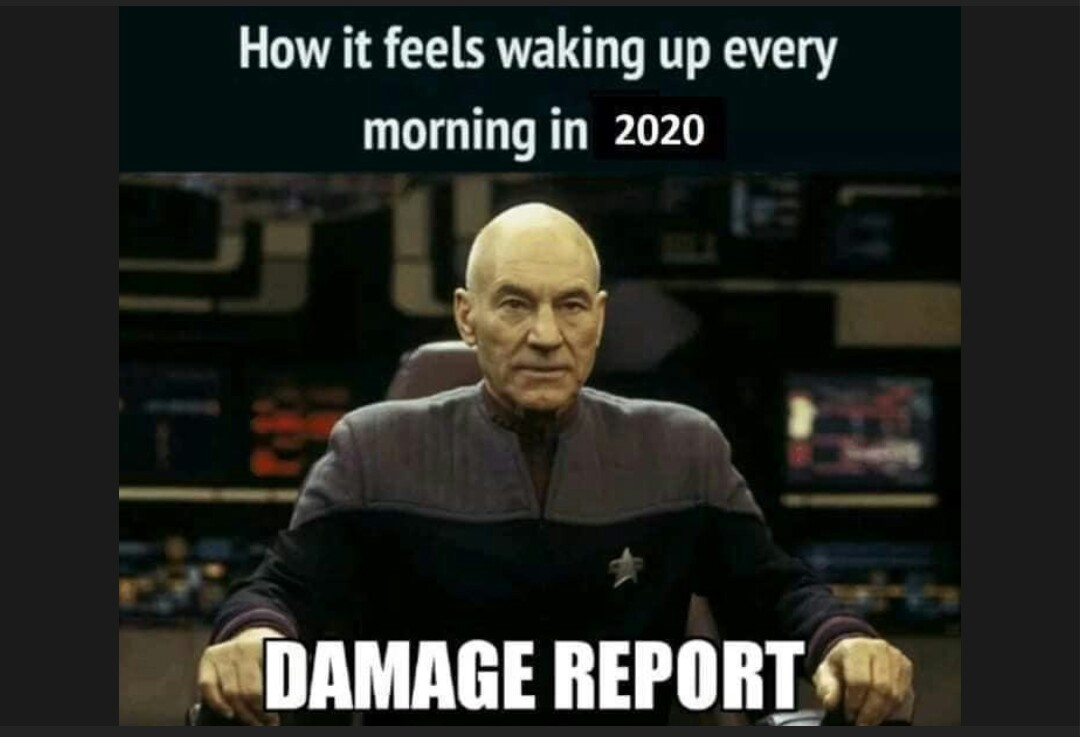 How it feels waking up every
morning in 2020
DAMAGE REPORT